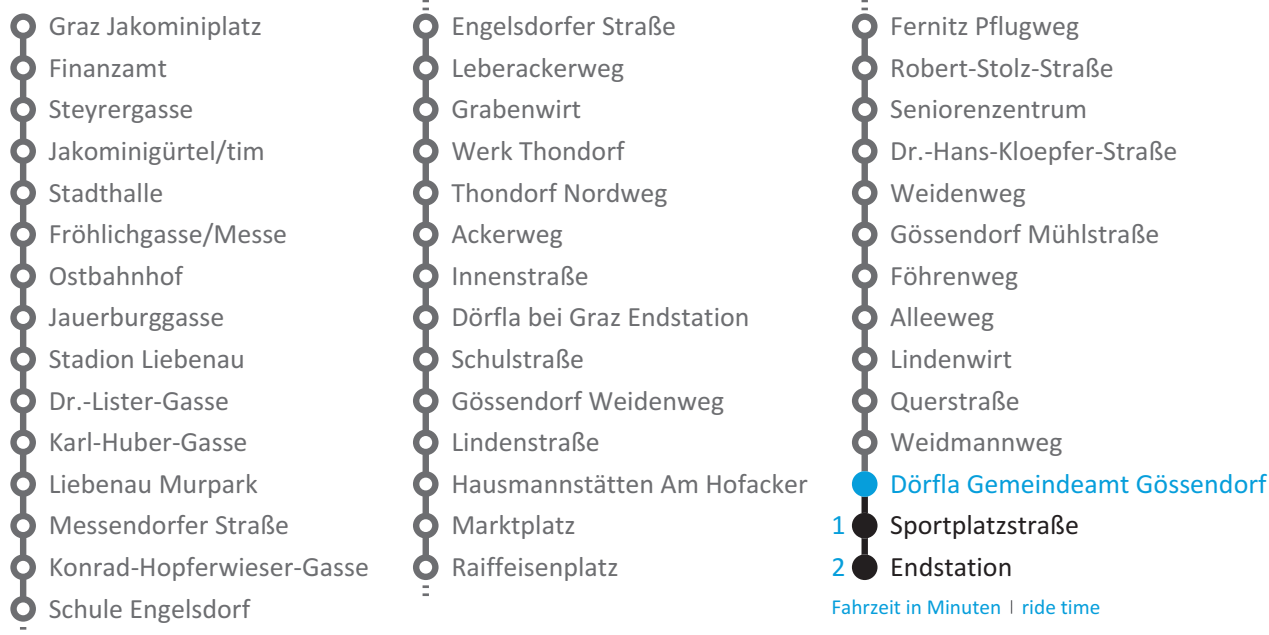 Graz Jakominiplatz
Finanzamt
Steyrergasse
Jakominigürtel/tim
Stadthalle
Fröhlichgasse/Messe
Ostbahnhof
Jauerburggasse
Stadion Liebenau
Dr.-Lister-Gasse
Karl-Huber-Gasse
Liebenau Murpark
Messendorfer Straße
Konrad-Hopferwieser-Gasse
Schule Engelsdorf
Engelsdorfer Straße
Leberackerweg
Grabenwirt
Werk Thondorf
Thondorf Nordweg
Ackerweg
Innenstraße
Dörfla bei Graz Endstation
Schulstraße
Gössendorf Weidenweg
Lindenstraße
Hausmannstätten Am Hofacker
Marktplatz
Raiffeisenplatz
Fernitz Pflugweg
Robert-Stolz-Straße
Seniorenzentrum
Dr.-Hans-Kloepfer-Straße
Weidenweg
Gössendorf Mühlstraße
Föhrenweg
Alleeweg
Lindenwirt
Querstraße
Weidmannweg
Dörfla Gemeindeamt Gössendorf
1 Sportplatzstraße
2 Endstation
Fahrzeit in Minuten | ride time